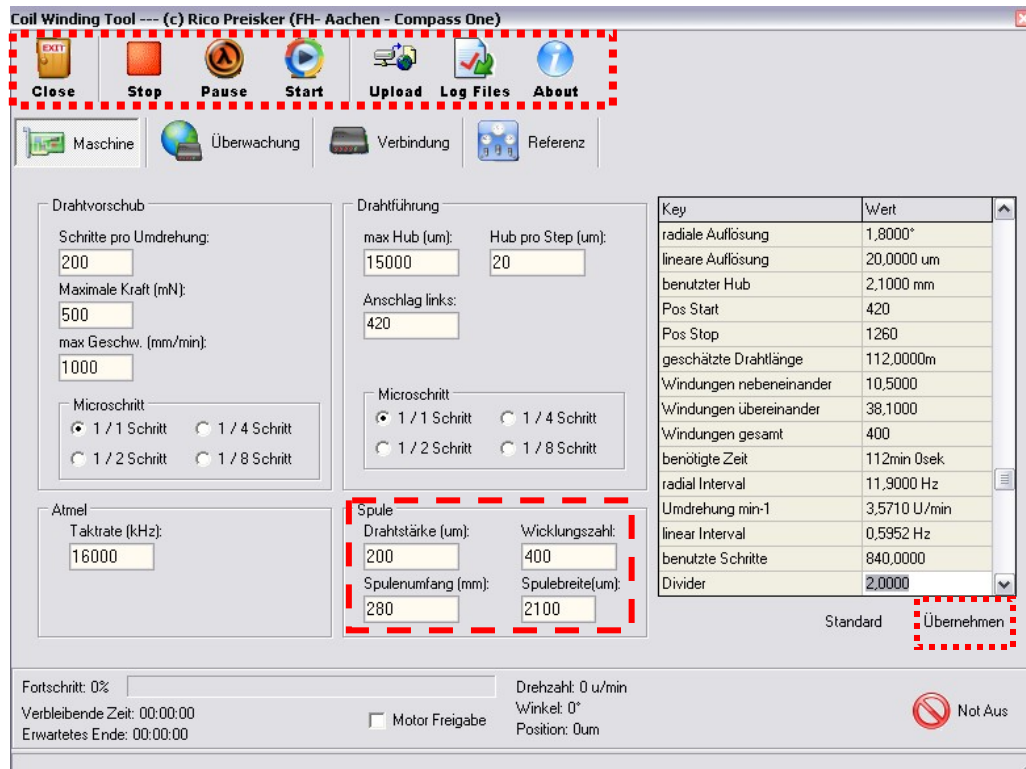 Coil Winding Tool --- (c) Rico Preisker (FH- Aachen - Compass One)
EXIT
Close Stop Pause Start Upload Log Files About
Maschine Überwachung Verbindung Referenz
Drahtvorschub
Schritte pro Umdrehung:
200
Maximale Kraft (mN):
500
max Geschw. (mm/min):
1000
Microschritt
1 / 1 Schritt 1 / 4 Schritt
1 / 2 Schritt 1 / 8 Schritt
Drahtführung
max Hub (um): Hub pro Step (um):
15000 20
Anschlag links:
420
Microschritt
1 / 1 Schritt 1 / 4 Schritt
1 / 2 Schritt 1 / 8 Schritt
Atmel
Taktrate (kHz):
16000
Spule
Drahtstärke (um): Wicklungszahl:
200 400
Spulenumfang (mm): Spulebreite(um):
280 2100
Key Wert
radiale Auflösung 1,8000°
lineare Auflösung 20,0000 um
benutzter Hub 2,1000 mm
Pos Start 420
Pos Stop 1260
geschätzte Drahtlänge 112,0000m
Windungen nebeneinander 10,5000
Windungen übereinander 38,1000
Windungen gesamt 400
benötigte Zeit 112min 0sek
radial Interval 11,9000 Hz
Umdrehung min-1 3,5710 U/min
linear Interval 0,5952 Hz
benutzte Schritte 840,0000
Divider 2,0000
Standard Übernehmen
Fortschritt: 0%
Verbleibende Zeit: 00:00:00
Erwartetes Ende: 00:00:00
Motor Freigabe
Drehzahl: 0 u/min
Winkel: 0°
Position: 0um
Not Aus